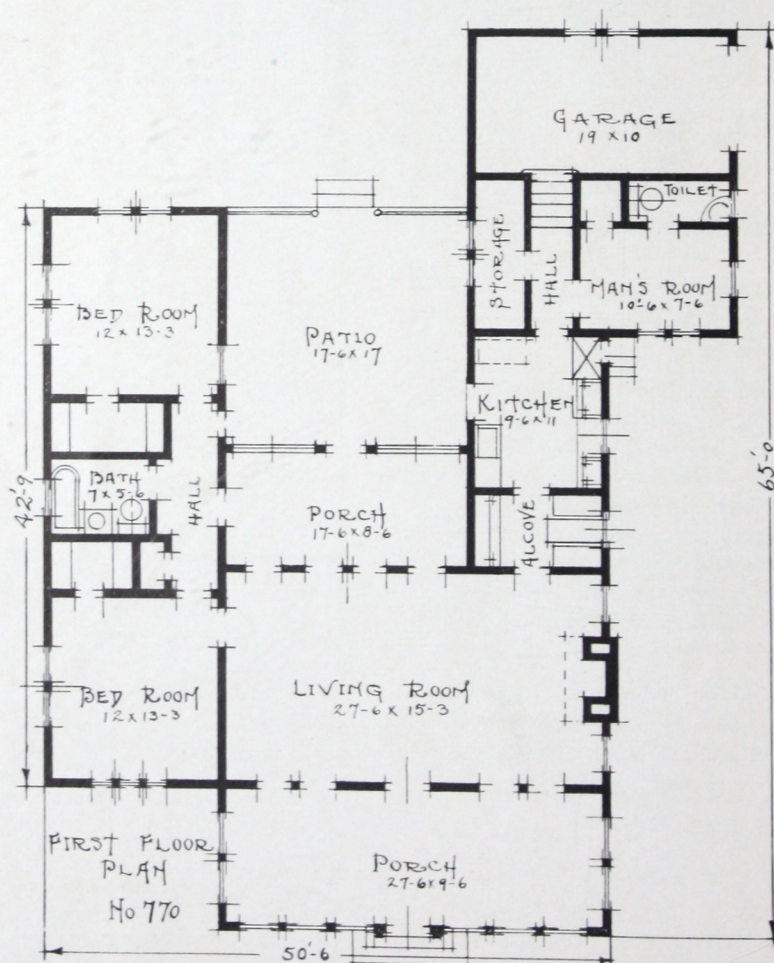 GARAGE
19 x 10
TOILET
STORAGE
HALL
MAN'S ROOM
10-6 x 7-6
BED ROOM
12 x 13-3
PATIO
17-6 x 17
KITCHEN
9-6 x 11
BATH
7 x 5-6
HALL
PORCH
17-6 x 8-6
ALCOVE
42'-9
65'-0
BED ROOM
12 x 13-3
LIVING ROOM
27-6 x 15-3
FIRST FLOOR
PLAN
No 770
PORCH
27-6 x 9-6
50'-6